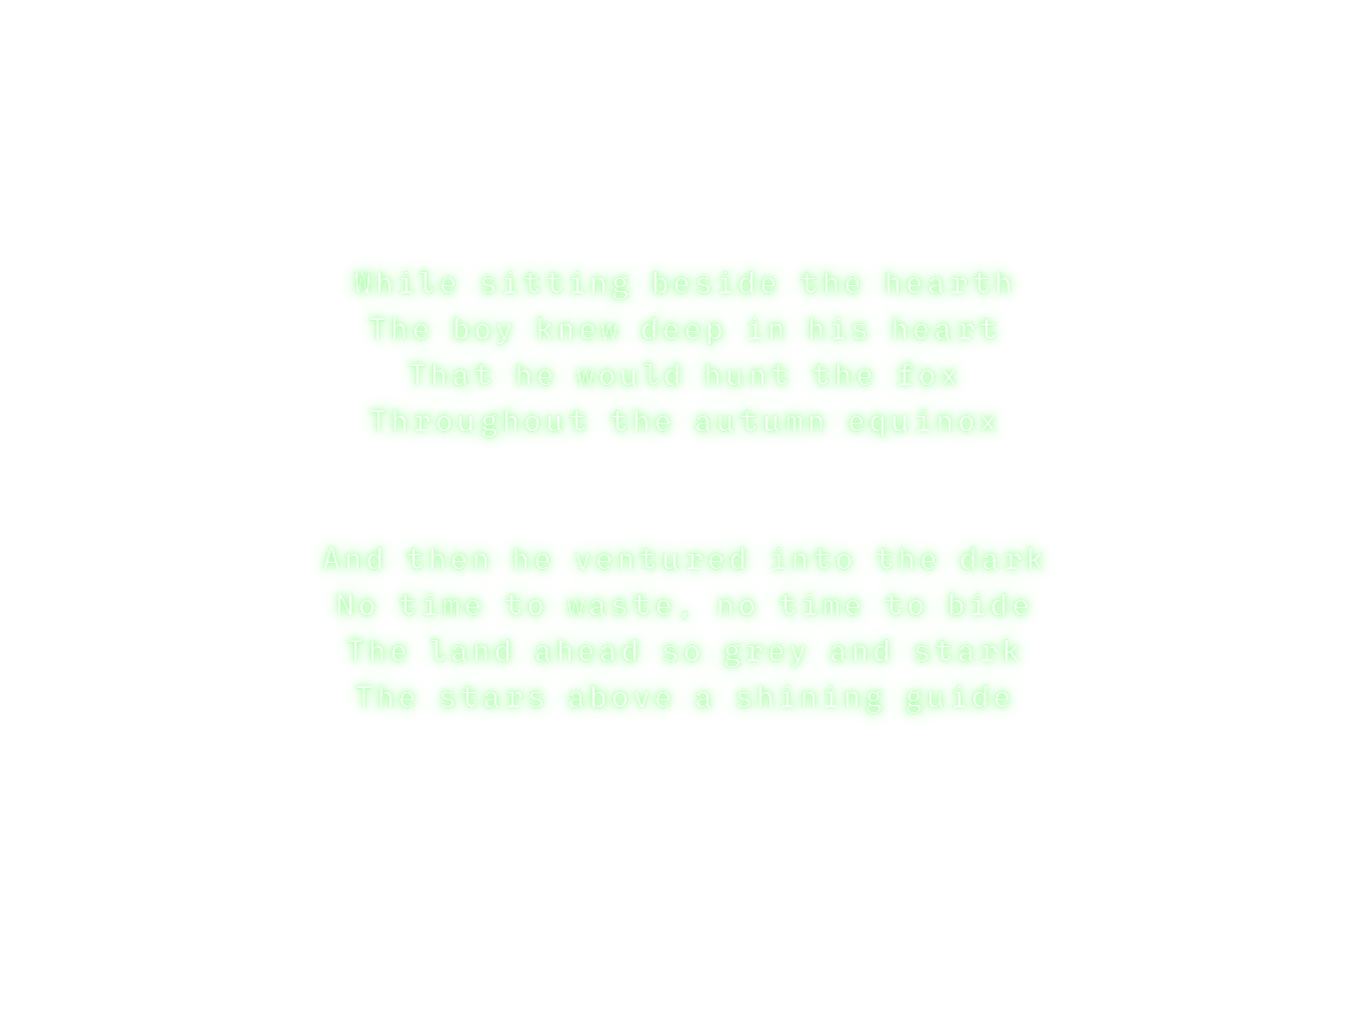 While sitting beside the hearth
The boy knew deep in his heart
That he would hunt the fox
Throughout the autumn equinox
And then he ventured into the dark
No time to waste, no time to bide
The land ahead so grey and stark
The stars above a shining guide